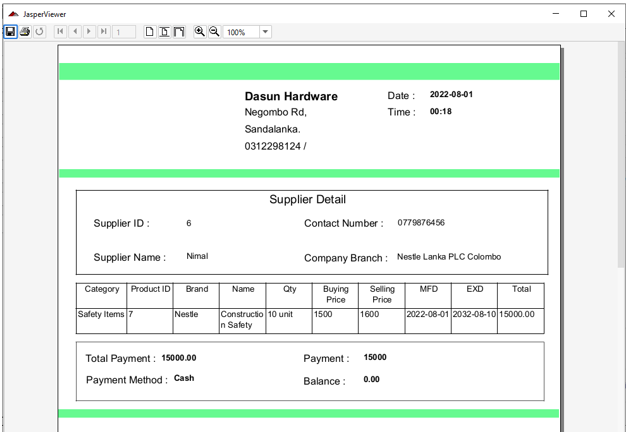 JasperViewer
1
100%
Dasun Hardware
Date : 2022-08-01
Negombo Rd,
Time : 00:18
Sandalanka.
0312298124 /
Supplier Detail
Supplier ID : 6
Contact Number : 0779876456
Supplier Name : Nimal
Company Branch : Nestle Lanka PLC Colombo
Category Product ID Brand Name Qty Buying Price Selling Price MFD EXD Total
Safety Items 7 Nestle Constructio 10 unit 1500 1600 2022-08-01 2032-08-10 15000.00
n Safety
Total Payment : 15000.00
Payment : 15000
Payment Method : Cash
Balance : 0.00